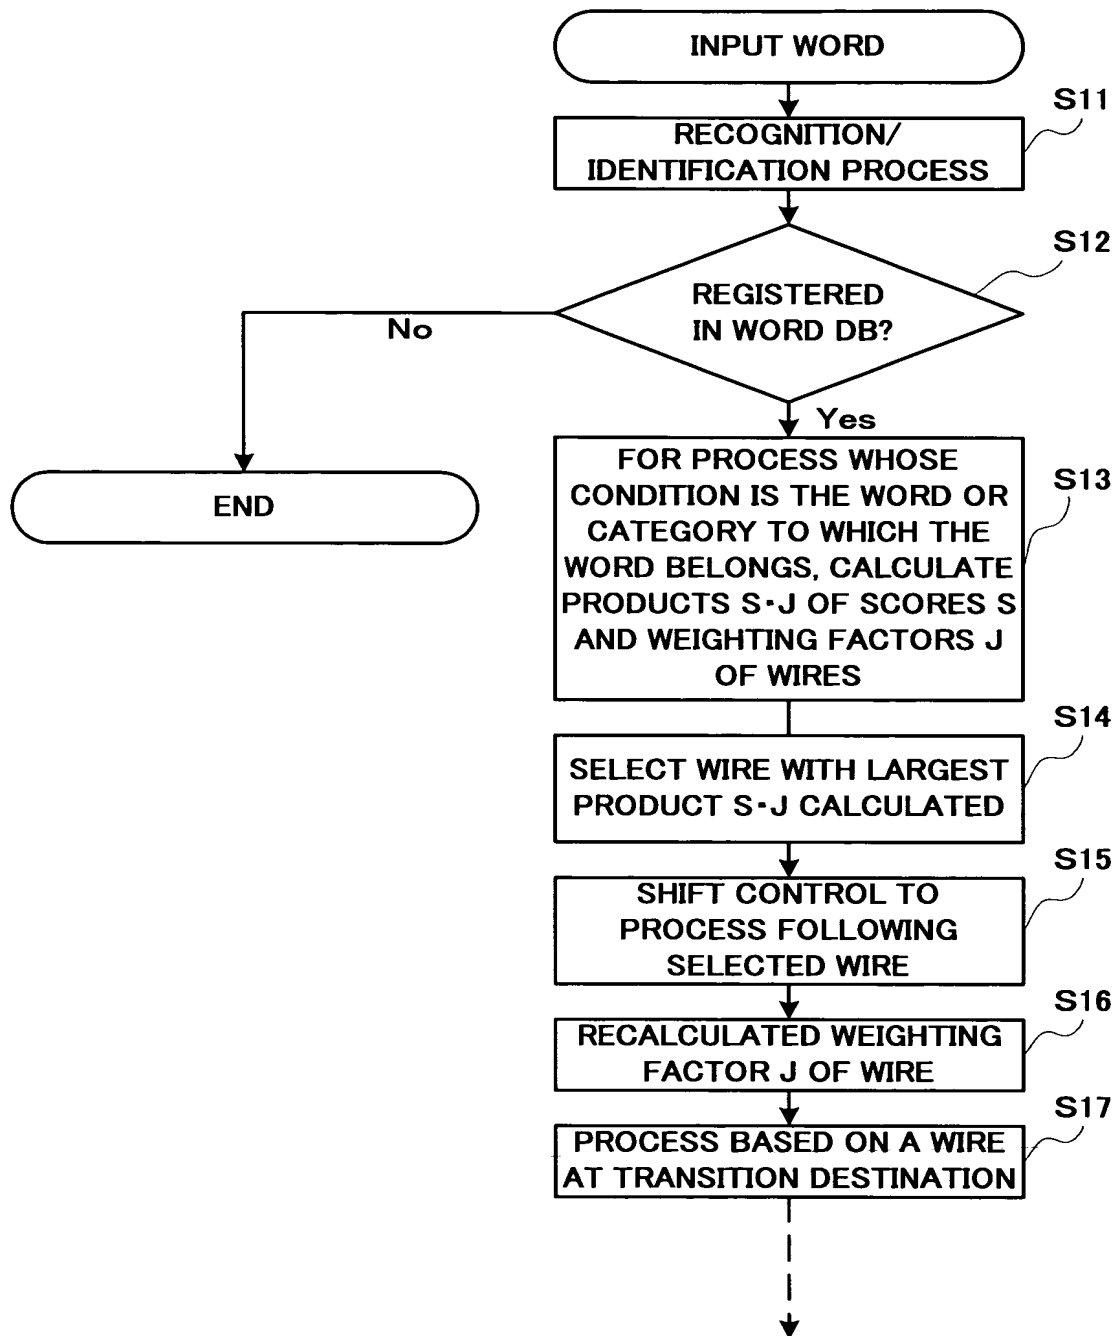 INPUT WORD
S11
RECOGNITION/
IDENTIFICATION PROCESS
S12
REGISTERED
IN WORD DB?
No
Yes
END
S13
FOR PROCESS WHOSE
CONDITION IS THE WORD OR
CATEGORY TO WHICH THE
WORD BELONGS, CALCULATE
PRODUCTS S·J OF SCORES S
AND WEIGHTING FACTORS J
OF WIRES
S14
SELECT WIRE WITH LARGEST
PRODUCT S·J CALCULATED
S15
SHIFT CONTROL TO
PROCESS FOLLOWING
SELECTED WIRE
S16
RECALCULATED WEIGHTING
FACTOR J OF WIRE
S17
PROCESS BASED ON A WIRE
AT TRANSITION DESTINATION